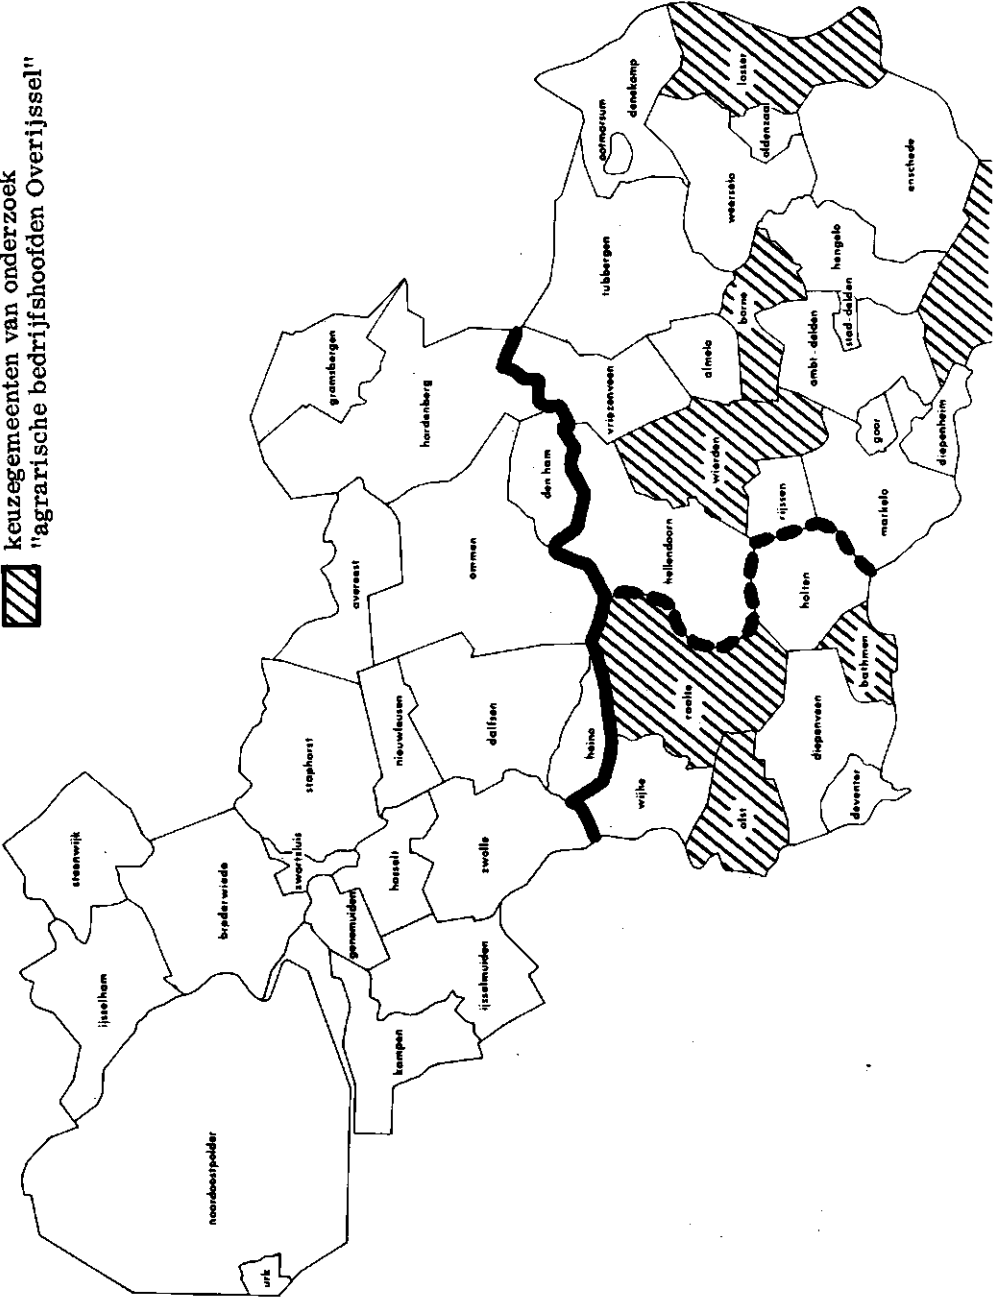 keuzegemeenten van onderzoek
"agrarische bedrijfshoofden Overijssel"
steenwijk
ijsselham
brederwiede
noordoostpolder
urk
zwartsluis
staphorst
genemuiden
hasselt
kampen
ijsselmuiden
zwolle
nieuwleusen
dalfsen
avereest
gramsbergen
hardenberg
ommen
den ham
heino
wijhe
olst
raalte
diepenveen
deventer
bathmen
holten
hellendoorn
rijssen
wierden
vriezenveen
almelo
tubbergen
ootmarsum
denekamp
losser
oldenzaal
weerselo
borne
hengelo
enschede
ambt-delden
stad-delden
goor
diepenheim
markelo